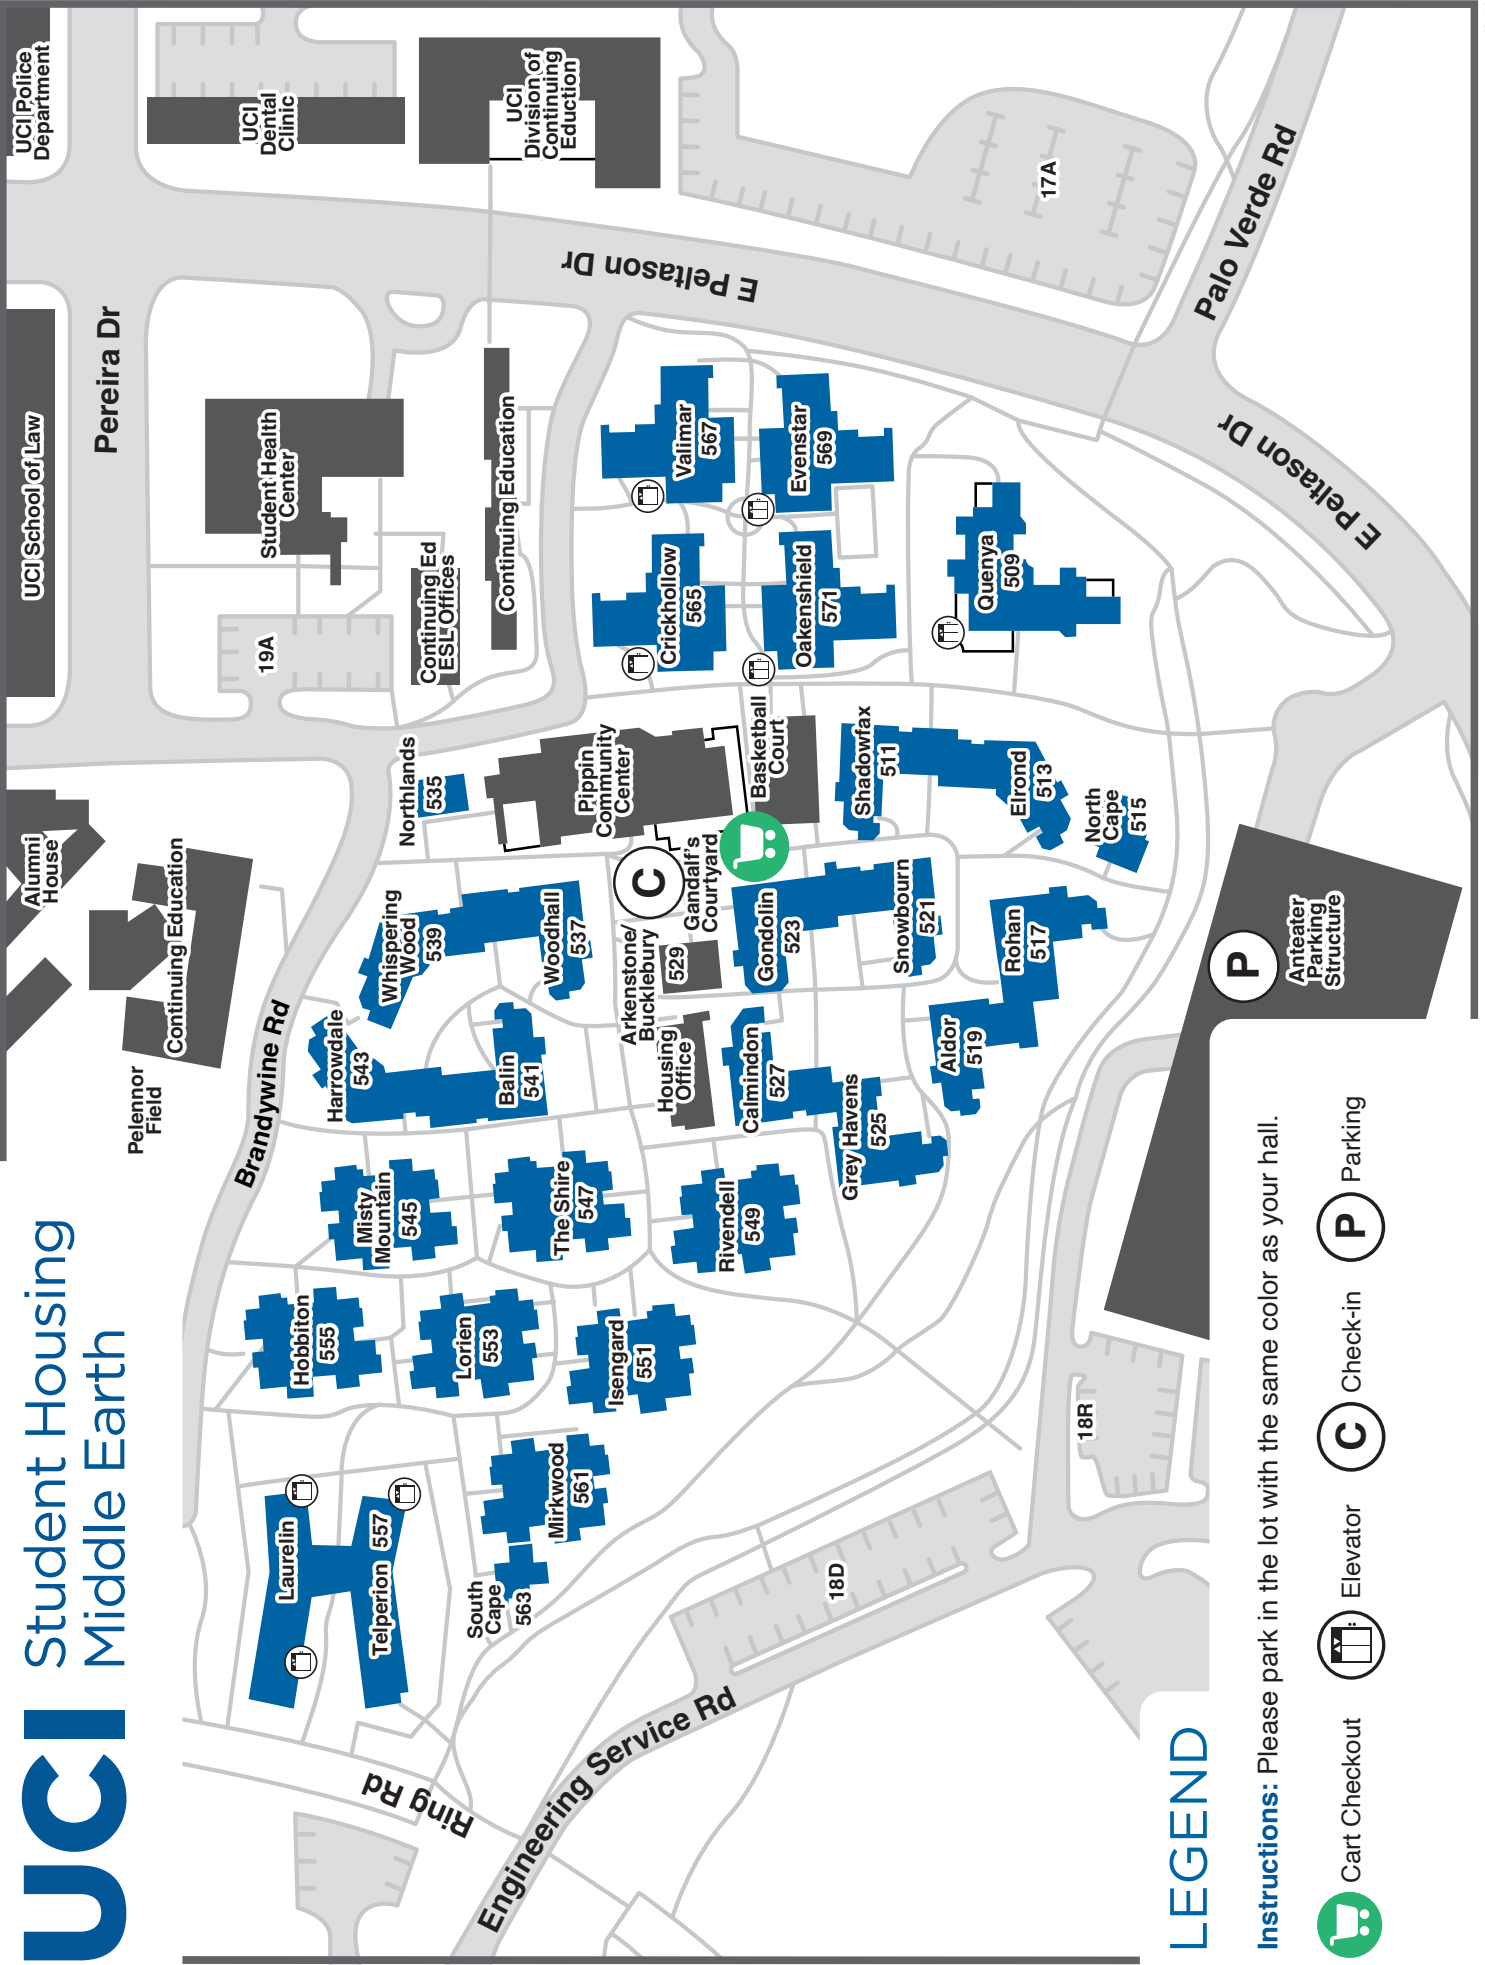 UCI
Student Housing
Middle Earth
UCI School of Law
UCI Police
Department
Pereira Dr
UCI
Dental
Clinic
UCI
Division of
Continuing
Education
Student Health
Center
Continuing Education
Continuing Ed
ESL Offices
19A
Alumni
House
Continuing Education
Pelennor
Field
Brandywine Rd
E Peltason Dr
E Peltason Dr
Palo Verde Rd
17A
Valimar
567
Evenstar
569
Crickhollow
565
Oakenshield
571
Quenya
509
Northlands
535
Pippin
Community
Center
Basketball
Court
Shadowfax
511
Elrond
513
North
Cape
515
Whispering
Wood
539
Woodhall
537
C
Gandalf's
Courtyard
Arkenstone/
Bucklebury
529
Gondolin
523
Snowbourn
521
Rohan
517
Harrowdale
543
Balin
541
Housing
Office
Calmindon
527
Grey Havens
525
Aldor
519
P
Anteater
Parking
Structure
Misty
Mountain
545
The Shire
547
Rivendell
549
Hobbiton
555
Lorien
553
Isengard
551
Laurelin
Telperion 557
Mirkwood
561
South
Cape
563
18R
18D
Ring Rd
Engineering Service Rd
LEGEND
Instructions: Please park in the lot with the same color as your hall.
Cart Checkout
Elevator
C Check-in
P Parking